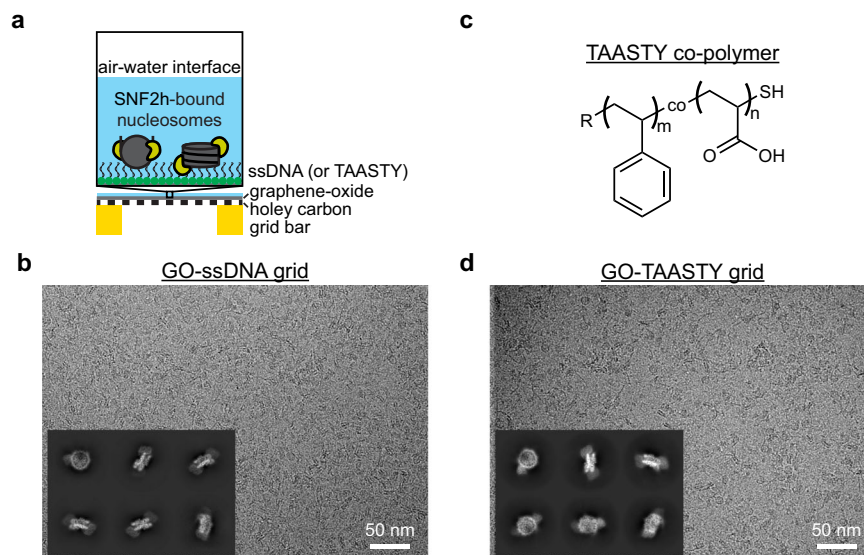 a
air-water interface
SNF2h-bound
nucleosomes
ssDNA (or TAASTY)
graphene-oxide
holey carbon
grid bar
c
TAASTY co-polymer
R
m
co
n
SH
O
OH
b
GO-ssDNA grid
50 nm
d
GO-TAASTY grid
50 nm